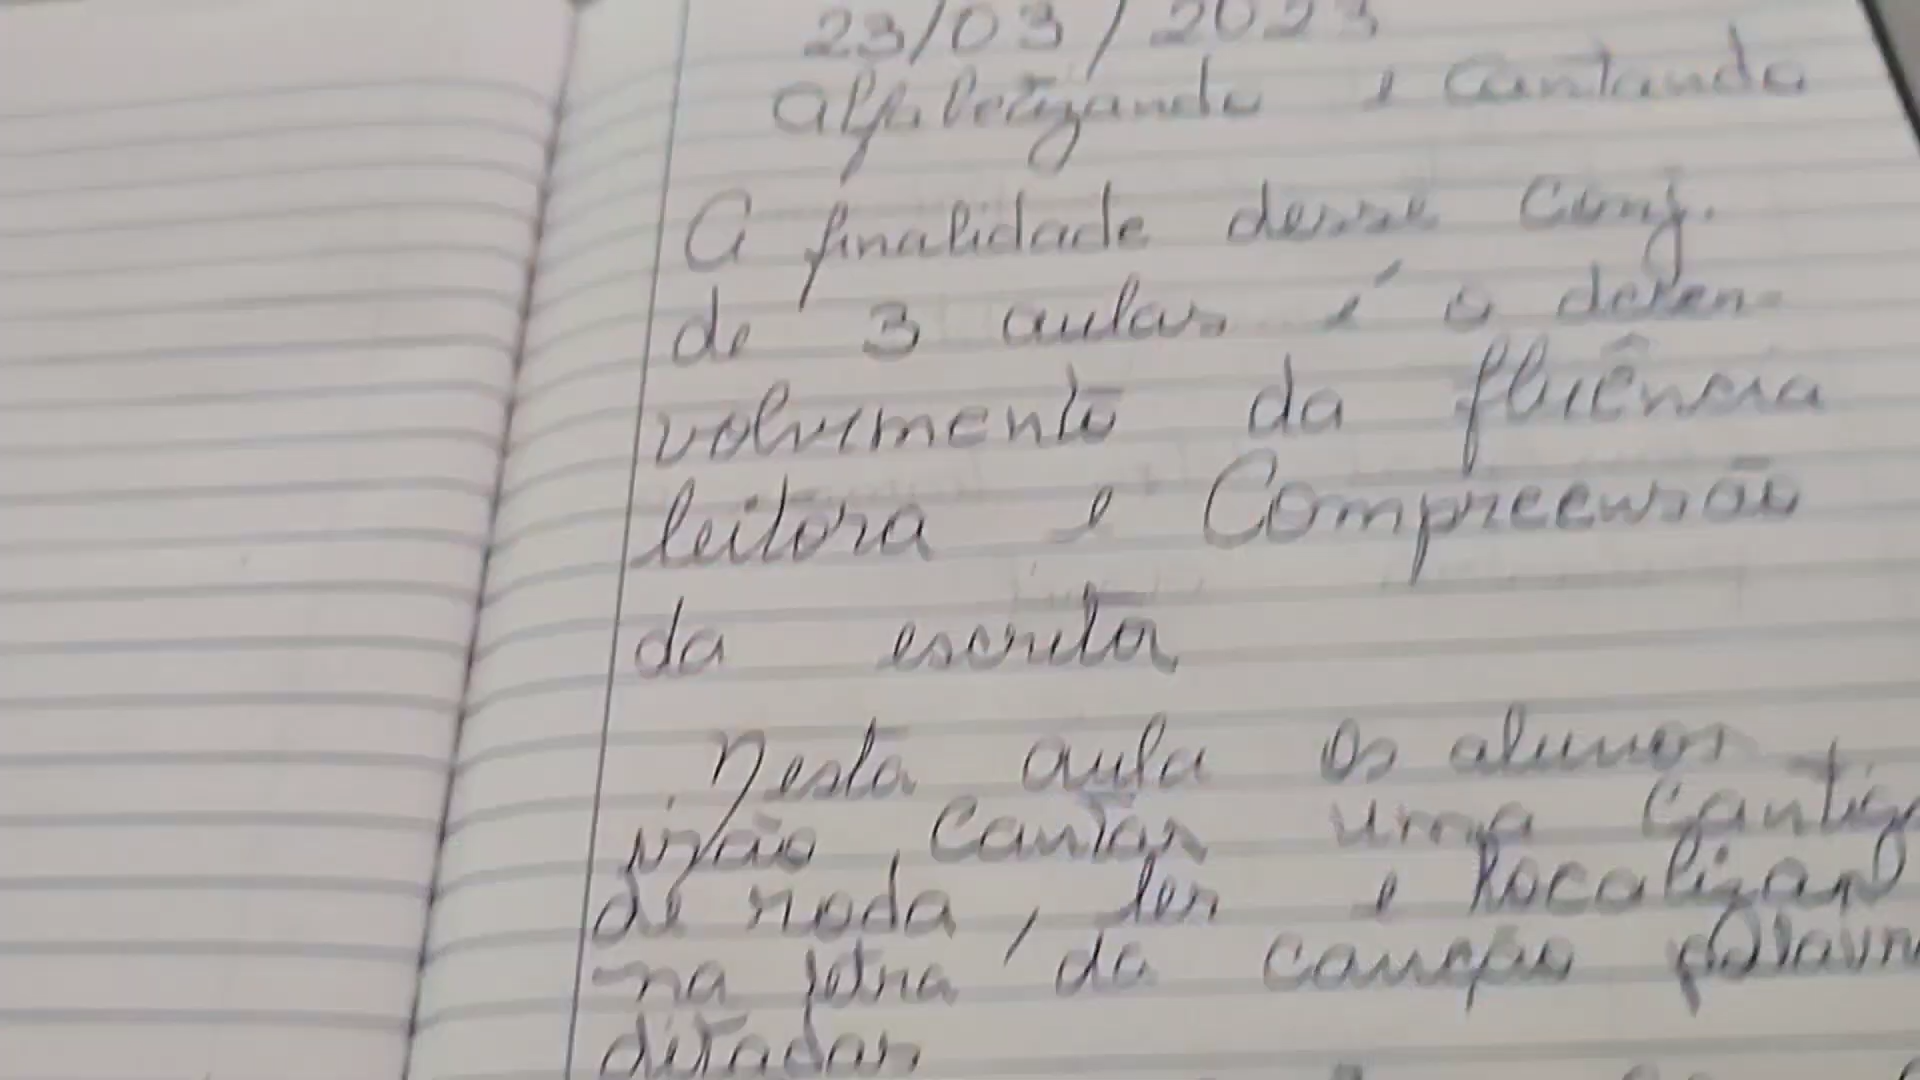 23/03/2023
Alfabetizando e cantando
A finalidade desse Conj.
de 3 aulas é o desen-
volvimento da fluência
leitora e Compreensão
da escrita
Nesta aula os alunos
irão, Cantar uma Cantiga
de roda, ler e localizar
na letra da canção palavr
ditadas